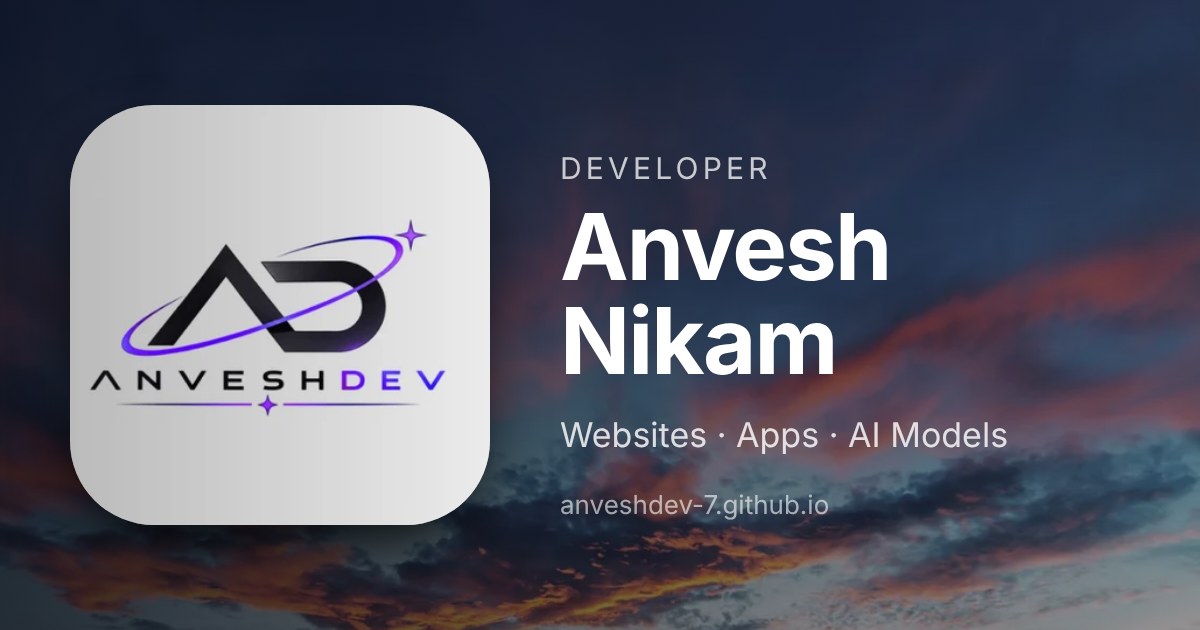 ANVESHDEV
DEVELOPER
Anvesh
Nikam
Websites · Apps · AI Models
anveshdev-7.github.io